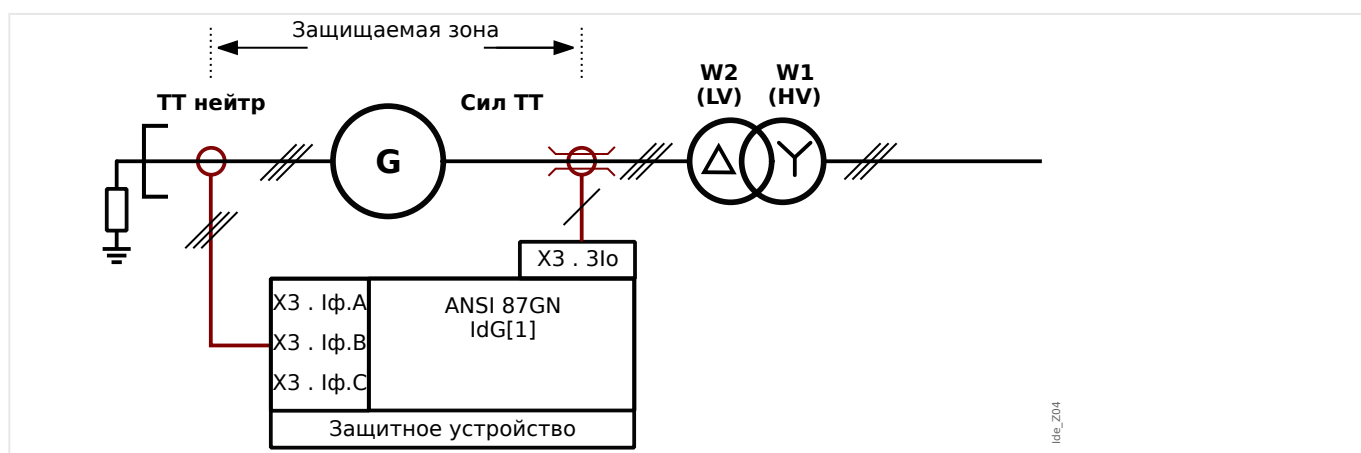 Защищаемая зона
W2
(LV)
W1
(HV)
ТТ нейтр
Сил ТТ
G
X3 . 3Io
X3 . Iф.A
X3 . Iф.B
X3 . Iф.C
ANSI 87GN
IdG[1]
Защитное устройство
Ide_Z04